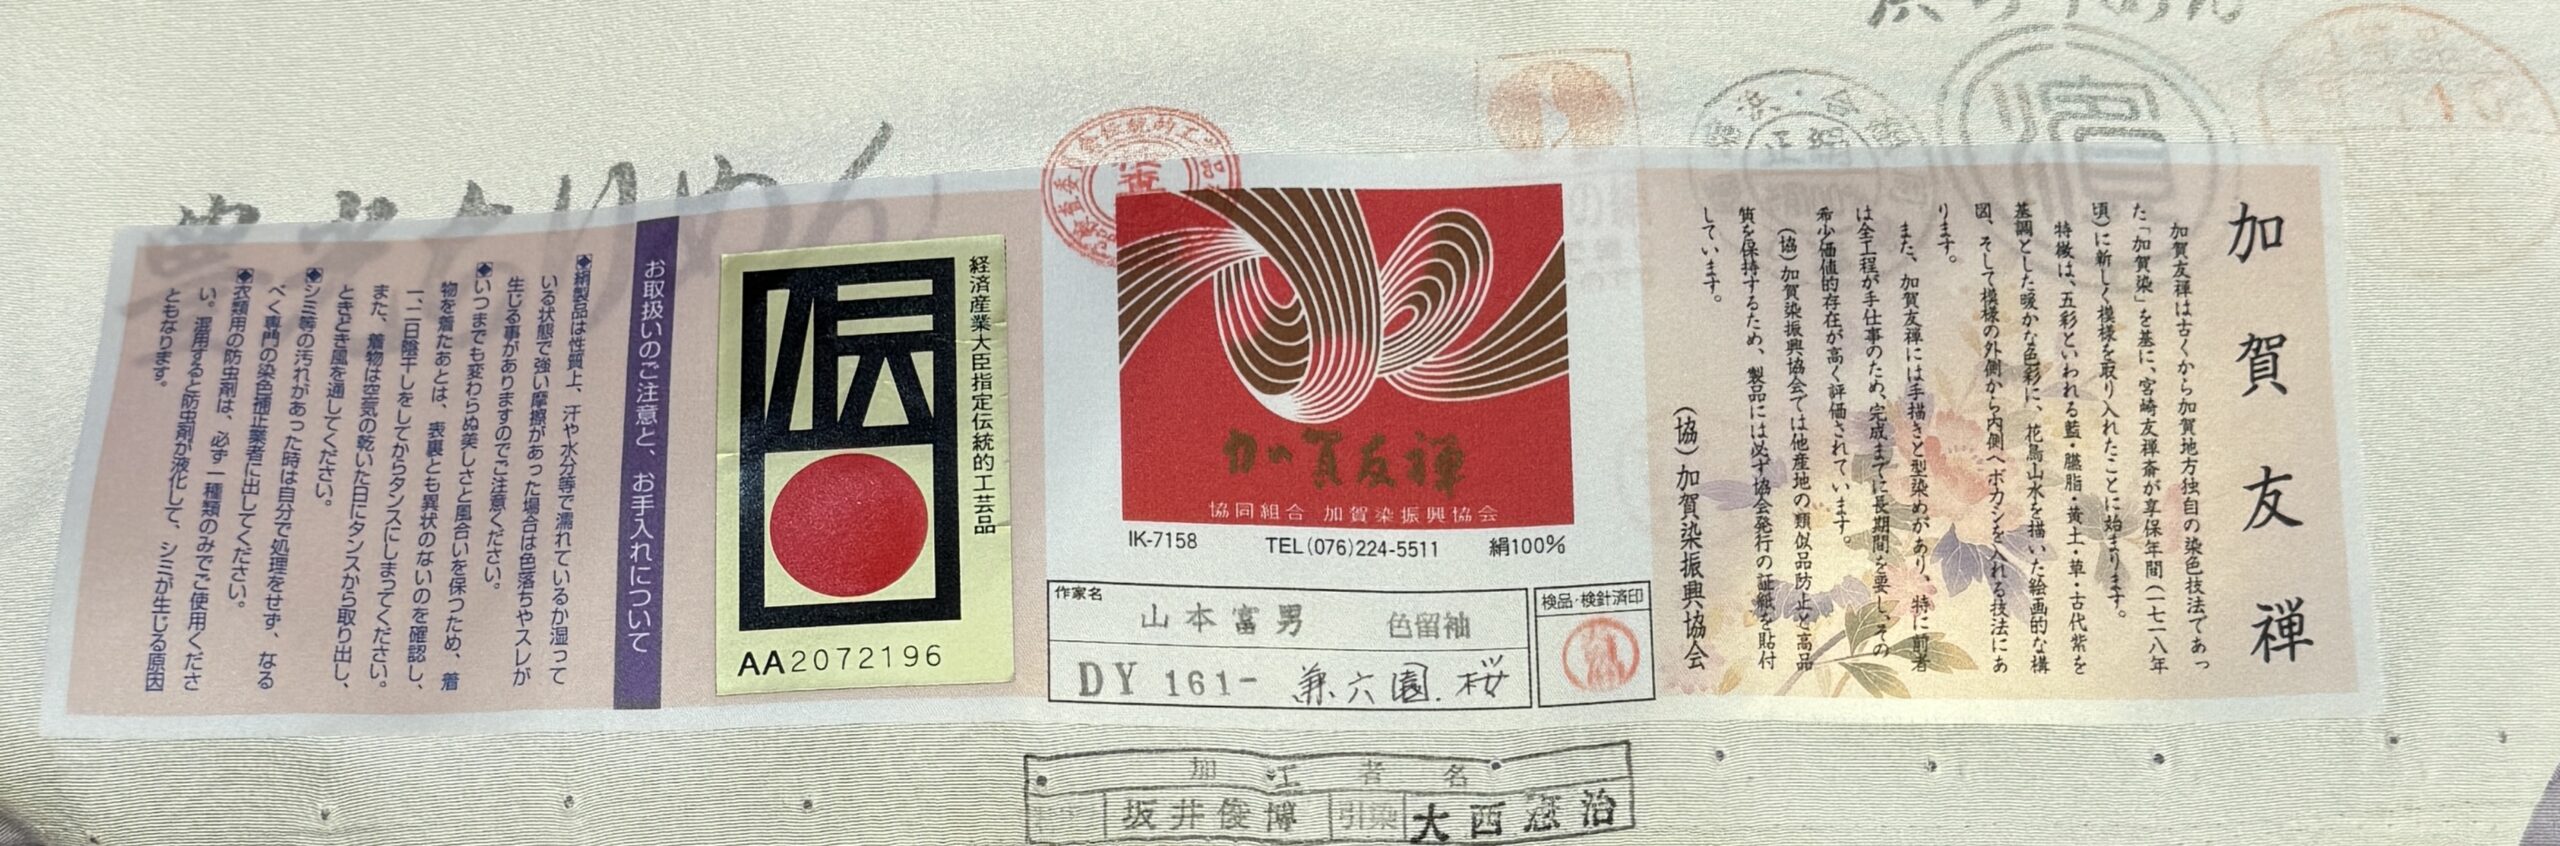 加賀友禅
加賀友禅は古くから加賀地方独自の染色技法であっ
た「加賀染」を基に、宮崎友禅斎が享保年間(一七一八年
頃)に新しく模様を取り入れたことに始まります。
特徴は、五彩といわれる藍・臙脂・黄土・草・古代紫を
基調とした暖かな色彩に、花鳥山水を描いた絵画的な構
図、そして模様の外側から内側へボカシを入れる技法にあ
ります。
また、加賀友禅には手描きと型染めがあり、特に前者
は全工程が手仕事のため、完成までに長期間を要し、その
希少価値的存在が高く評価されています。
(協)加賀染振興協会では他産地の類似品防止と高品
質を保持するため、製品には必ず協会発行の証紙を貼付
しています。
(協)加賀染振興協会
加賀友禅
協同組合 加賀染振興協会
IK-7158 TEL(076)224-5511 絹100%
作家名
山本富男 色留袖
DY 161- 兼六園.桜
検品・検針済印
経済産業大臣指定伝統的工芸品
伝
AA2072196
お取扱いのご注意と、お手入れについて
◆絹製品は性質上、汗や水分等で濡れているか湿って
いる状態で強い摩擦があった場合は色落ちやスレが
生じる事がありますのでご注意ください。
◆いつまでも変わらぬ美しさと風合いを保つため、着
物を着たあとは、表裏とも異状のないのを確認し、
一、二日陰干しをしてからタンスにしまってください。
また、着物は空気の乾いた日にタンスから取り出し、
ときどき風を通してください。
◆シミ等の汚れがあった時は自分で処理をせず、なる
べく専門の染色補正業者に出してください。
◆衣類用の防虫剤は、必ず一種類のみでご使用くださ
い。混用すると防虫剤が液化して、シミが生じる原因
ともなります。
加工者名
坂井俊博 引染 大西憲治